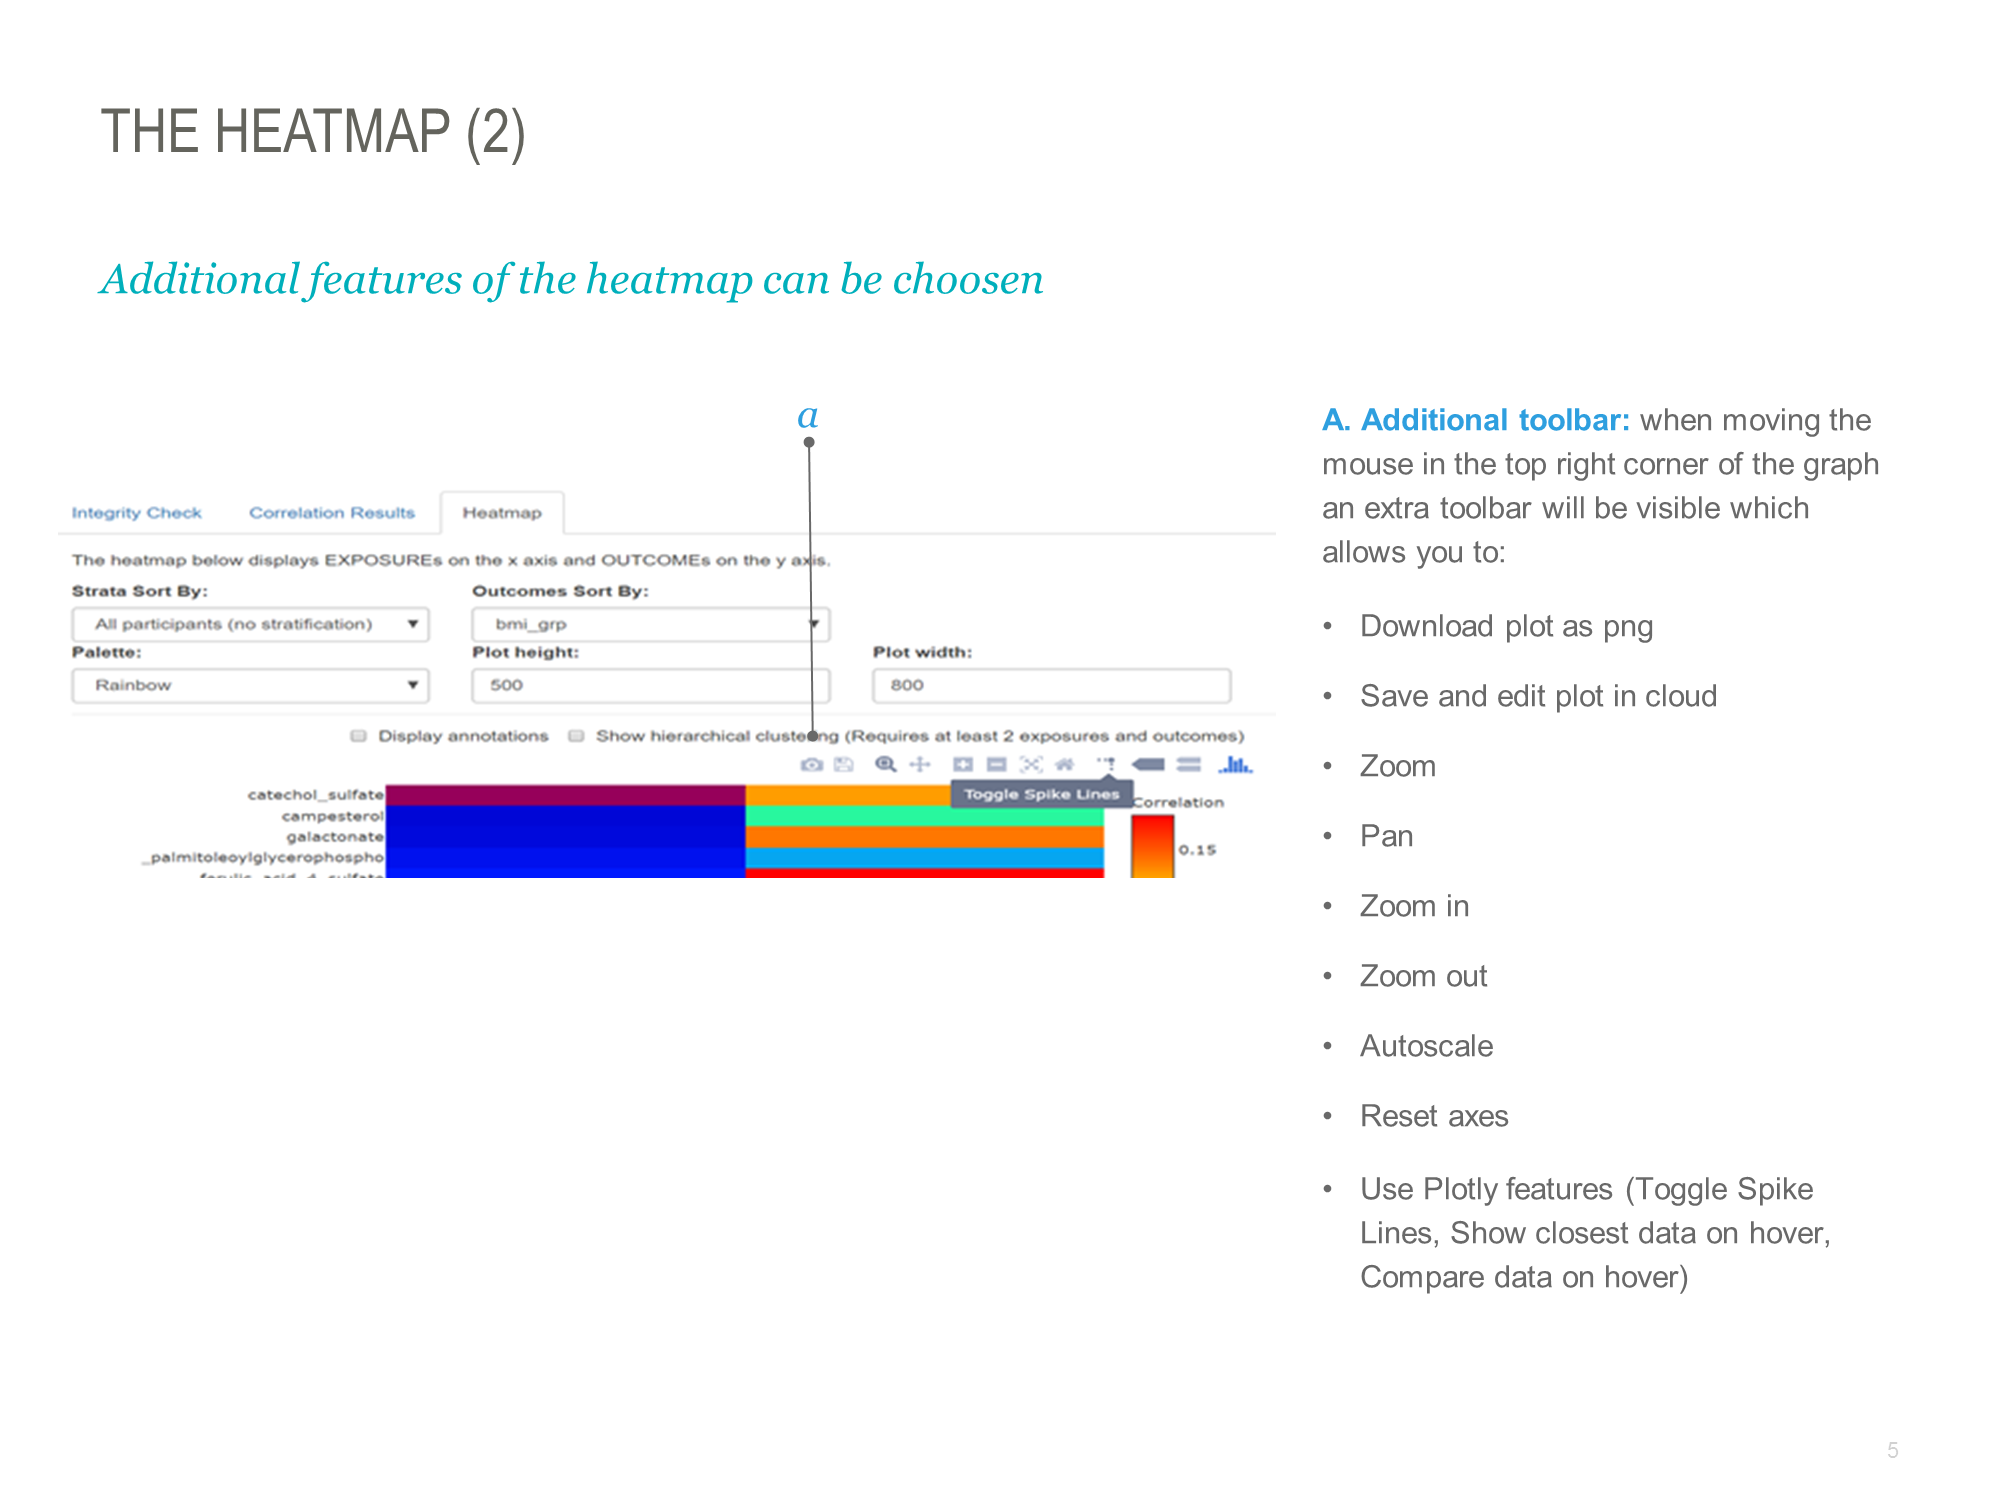 THE HEATMAP (2)
Additional features of the heatmap can be choosen
a
Integrity Check Correlation Results Heatmap
The heatmap below displays EXPOSUREs on the x axis and OUTCOMEs on the y axis.
Strata Sort By: Outcomes Sort By:
All participants (no stratification) bmi_grp
Palette: Plot height: Plot width:
Rainbow 500 800
Display annotations Show hierarchical clustering (Requires at least 2 exposures and outcomes)
Toggle Spike Lines
catechol_sulfate
Correlation
campesterol
galactonate
0.15
_palmitoleoylglycerophospho
A. Additional toolbar: when moving the
mouse in the top right corner of the graph
an extra toolbar will be visible which
allows you to:
• Download plot as png
• Save and edit plot in cloud
• Zoom
• Pan
• Zoom in
• Zoom out
• Autoscale
• Reset axes
• Use Plotly features (Toggle Spike
Lines, Show closest data on hover,
Compare data on hover)
5